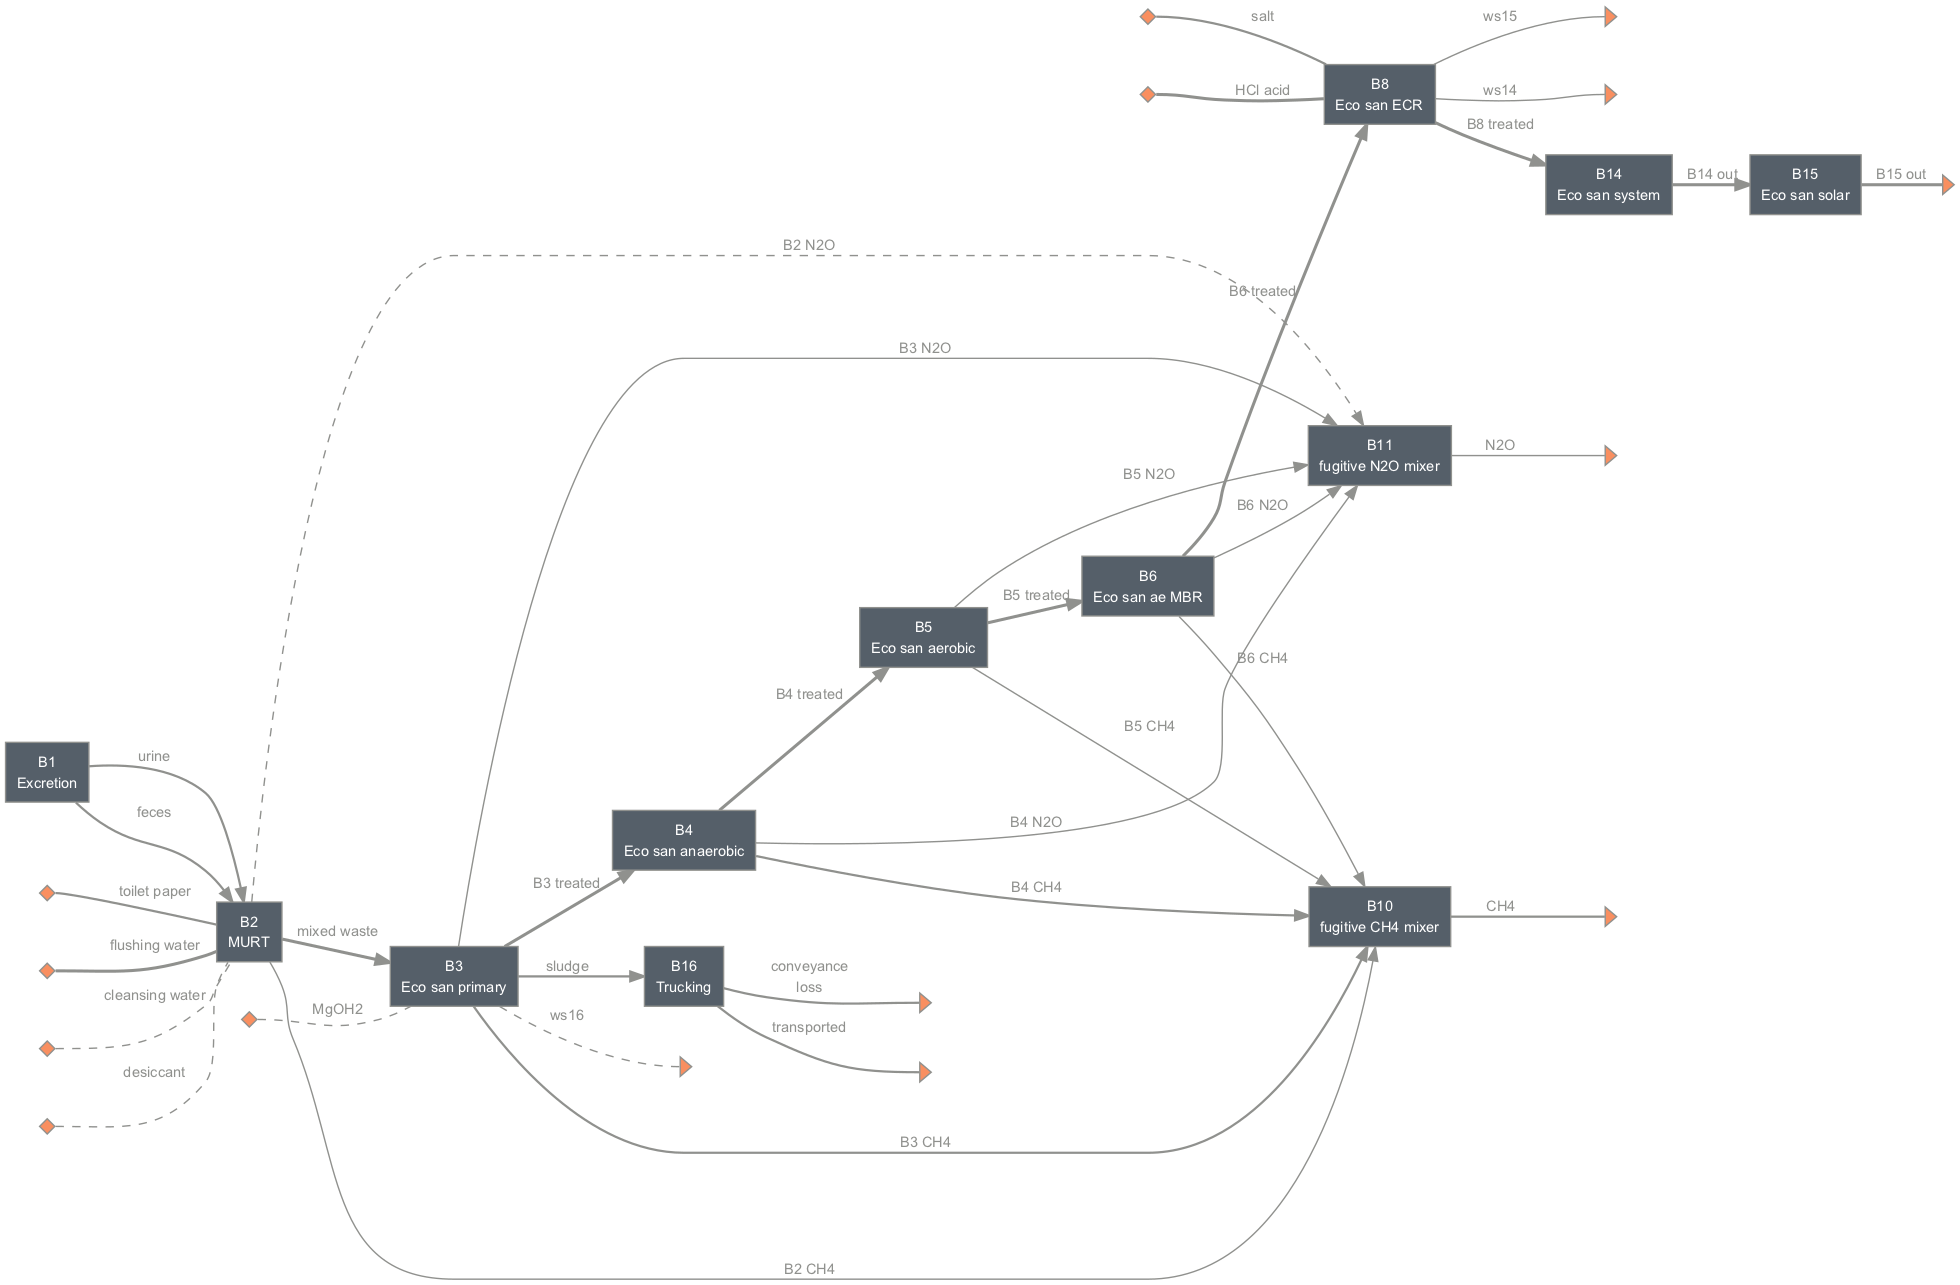 salt
ws15
HCl acid
B8
Eco san ECR
ws14
B8 treated
B14
Eco san system
B14 out
B15
Eco san solar
B15 out
B2 N2O
B6 treated
B3 N2O
B11
fugitive N2O mixer
N2O
B5 N2O
B6 N2O
B6
Eco san ae MBR
B5 treated
B5
Eco san aerobic
B6 CH4
B4 treated
B5 CH4
B1
Excretion
urine
feces
B4
Eco san anaerobic
B4 N2O
B3 treated
B4 CH4
toilet paper
B2
MURT
mixed waste
flushing water
B10
fugitive CH4 mixer
CH4
B3
Eco san primary
sludge
B16
Trucking
conveyance
loss
cleansing water
MgOH2
ws16
transported
desiccant
B3 CH4
B2 CH4